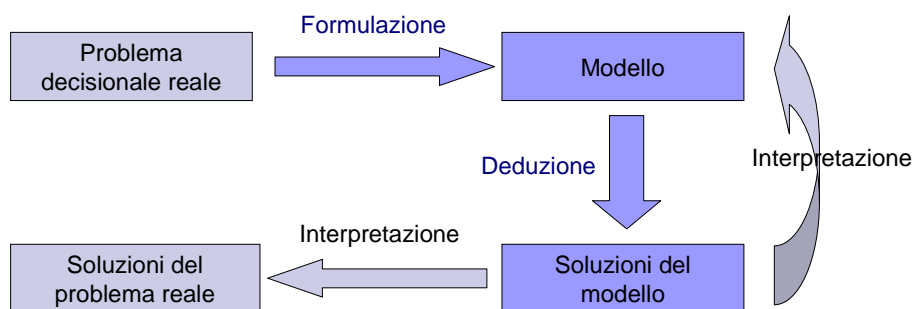 Formulazione
Problema
decisionale reale
Modello
Deduzione
Interpretazione
Interpretazione
Soluzioni del
problema reale
Soluzioni del
modello